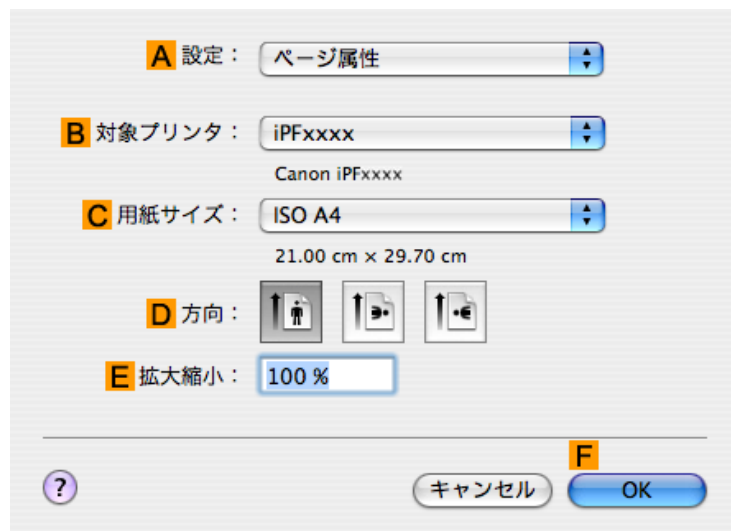 A 設定： ページ属性
B 対象プリンタ： iPFxxxx
Canon iPFxxxx
C 用紙サイズ： ISO A4
21.00 cm × 29.70 cm
D 方向：
E 拡大縮小： 100 %
F
? キャンセル OK